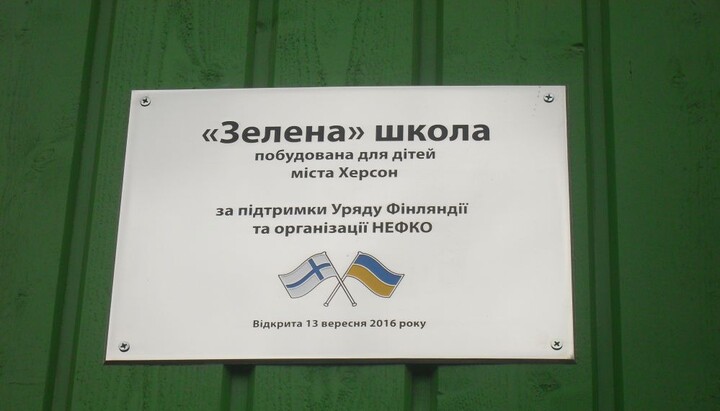 «Зелена» школа
побудована для дітей
міста Херсон
за підтримки Уряду Фінляндії
та організації НЕФКО
Відкрита 13 вересня 2016 року